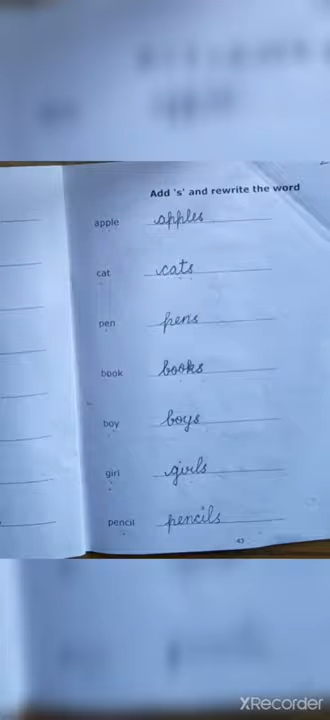 Add 's' and rewrite the word
apple apples
cat cats
pen pens
book books
boy boys
girl girls
pencil pencils
43
XRecorder